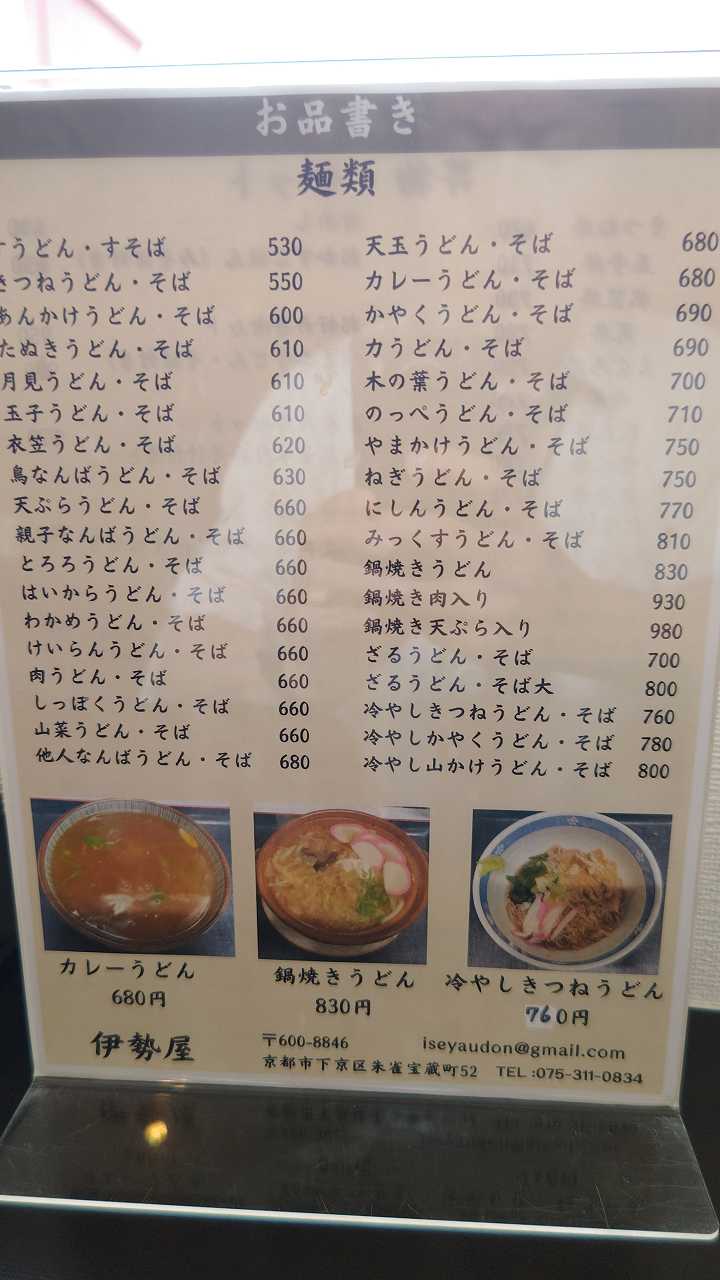 お品書き
麺類
うどん・すそば 530
きつねうどん・そば 550
あんかけうどん・そば 600
たぬきうどん・そば 610
月見うどん・そば 610
玉子うどん・そば 610
衣笠うどん・そば 620
鳥なんばうどん・そば 630
天ぷらうどん・そば 660
親子なんばうどん・そば 660
とろろうどん・そば 660
はいからうどん・そば 660
わかめうどん・そば 660
けいらんうどん・そば 660
肉うどん・そば 660
しっぽくうどん・そば 660
山菜うどん・そば 660
他人なんばうどん・そば 680
天玉うどん・そば 680
カレーうどん・そば 680
かやくうどん・そば 690
力うどん・そば 690
木の葉うどん・そば 700
のっぺうどん・そば 710
やまかけうどん・そば 750
ねぎうどん・そば 750
にしんうどん・そば 770
みっくすうどん・そば 810
鍋焼きうどん 830
鍋焼き肉入り 930
鍋焼き天ぷら入り 980
ざるうどん・そば 700
ざるうどん・そば大 800
冷やしきつねうどん・そば 760
冷やしかやくうどん・そば 780
冷やし山かけうどん・そば 800
カレーうどん
680円
鍋焼きうどん
830円
冷やしきつねうどん
760円
伊勢屋
〒600-8846 iseyaudon@gmail.com
京都市下京区朱雀宝蔵町52 TEL:075-311-0834